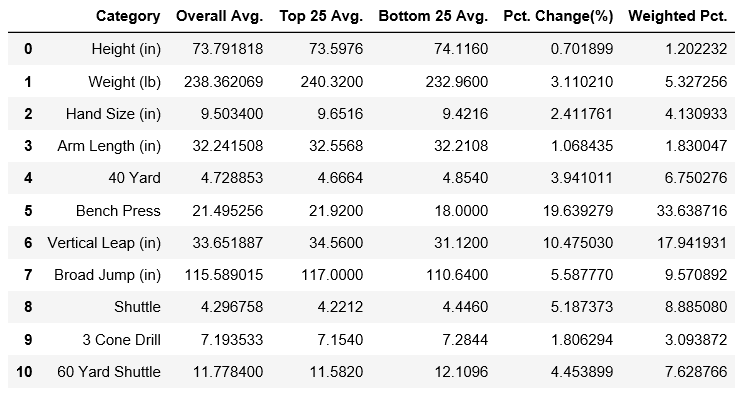 Category Overall Avg. Top 25 Avg. Bottom 25 Avg. Pct. Change(%) Weighted Pct.
0 Height (in) 73.791818 73.5976 74.1160 0.701899 1.202232
1 Weight (lb) 238.362069 240.3200 232.9600 3.110210 5.327256
2 Hand Size (in) 9.503400 9.6516 9.4216 2.411761 4.130933
3 Arm Length (in) 32.241508 32.5568 32.2108 1.068435 1.830047
4 40 Yard 4.728853 4.6664 4.8540 3.941011 6.750276
5 Bench Press 21.495256 21.9200 18.0000 19.639279 33.638716
6 Vertical Leap (in) 33.651887 34.5600 31.1200 10.475030 17.941931
7 Broad Jump (in) 115.589015 117.0000 110.6400 5.587770 9.570892
8 Shuttle 4.296758 4.2212 4.4460 5.187373 8.885080
9 3 Cone Drill 7.193533 7.1540 7.2844 1.806294 3.093872
10 60 Yard Shuttle 11.778400 11.5820 12.1096 4.453899 7.628766